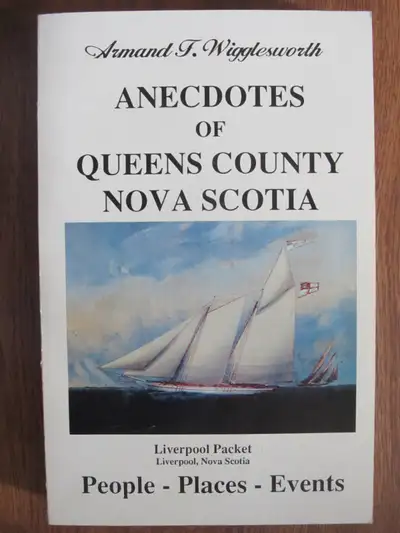 Armand F. Wigglesworth
ANECDOTES
OF
QUEENS COUNTY
NOVA SCOTIA
Liverpool Packet
Liverpool, Nova Scotia
People - Places - Events